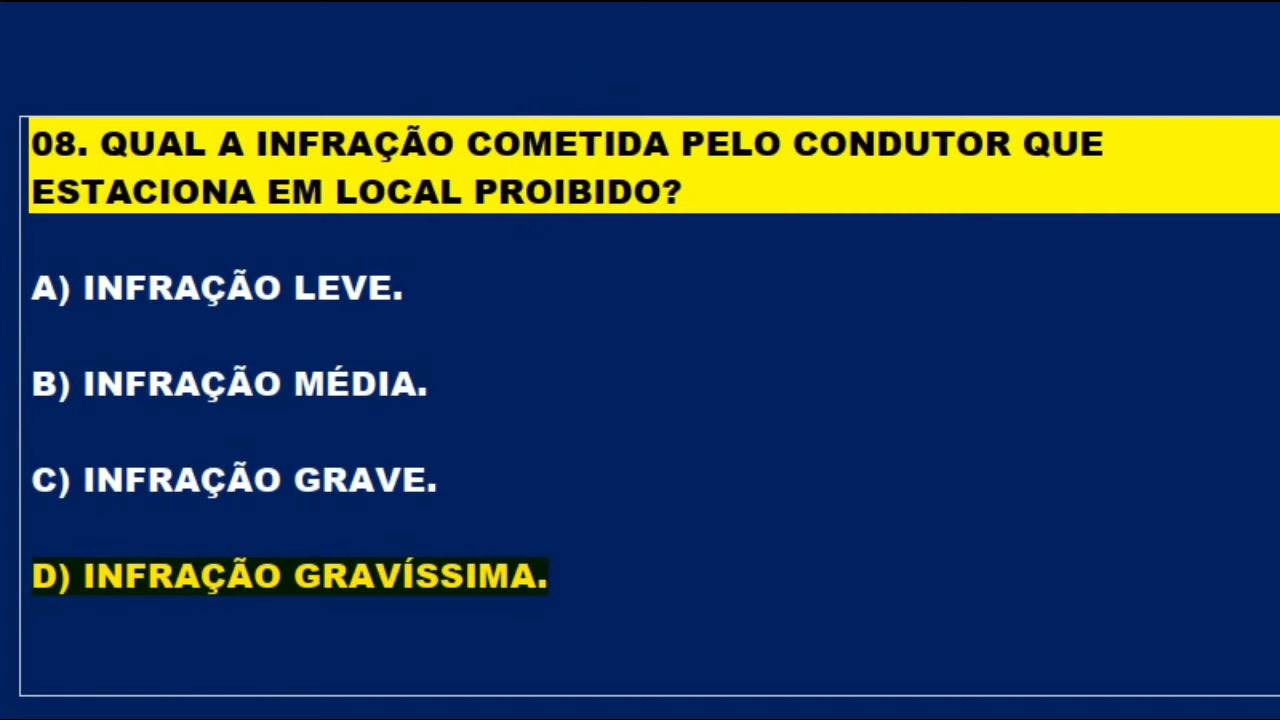 08. QUAL A INFRAÇÃO COMETIDA PELO CONDUTOR QUE
ESTACIONA EM LOCAL PROIBIDO?
A) INFRAÇÃO LEVE.
B) INFRAÇÃO MÉDIA.
C) INFRAÇÃO GRAVE.
D) INFRAÇÃO GRAVÍSSIMA.